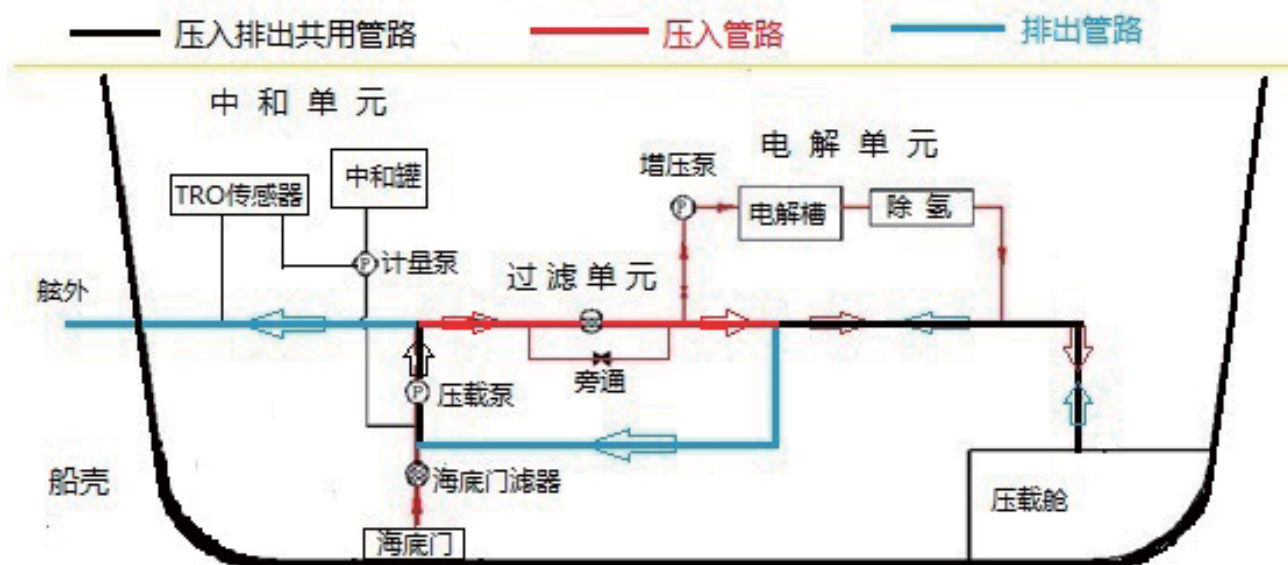 压入排出共用管路
压入管路
排出管路
中和单元
电解单元
增压泵
中和罐
TRO传感器
电解槽
除氢
P
P
计量泵
过滤单元
舷外
旁通
P
压载泵
船壳
海底门滤器
压载舱
海底门